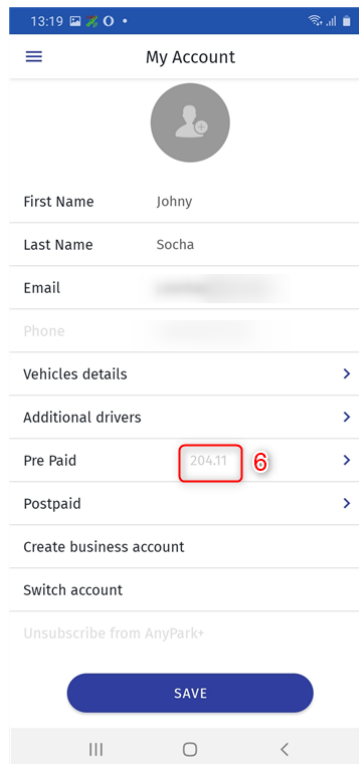 13:19
My Account
First Name Johny
Last Name Socha
Email
Phone
Vehicles details
Additional drivers
Pre Paid 204.11 6
Postpaid
Create business account
Switch account
Unsubscribe from AnyPark+
SAVE